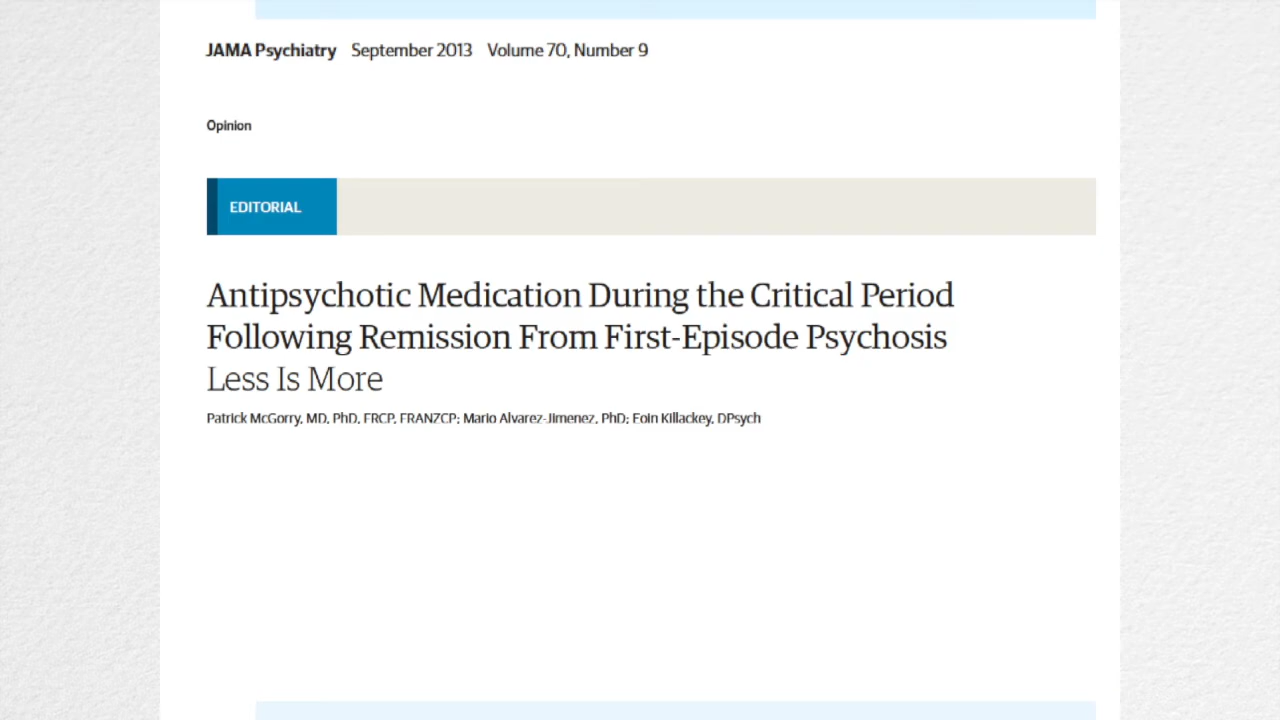 JAMA Psychiatry September 2013 Volume 70, Number 9
Opinion
EDITORIAL
Antipsychotic Medication During the Critical Period
Following Remission From First-Episode Psychosis
Less Is More
Patrick McGorry, MD, PhD, FRCP, FRANZCP; Mario Alvarez-Jimenez, PhD; Eoin Killackey, DPsych